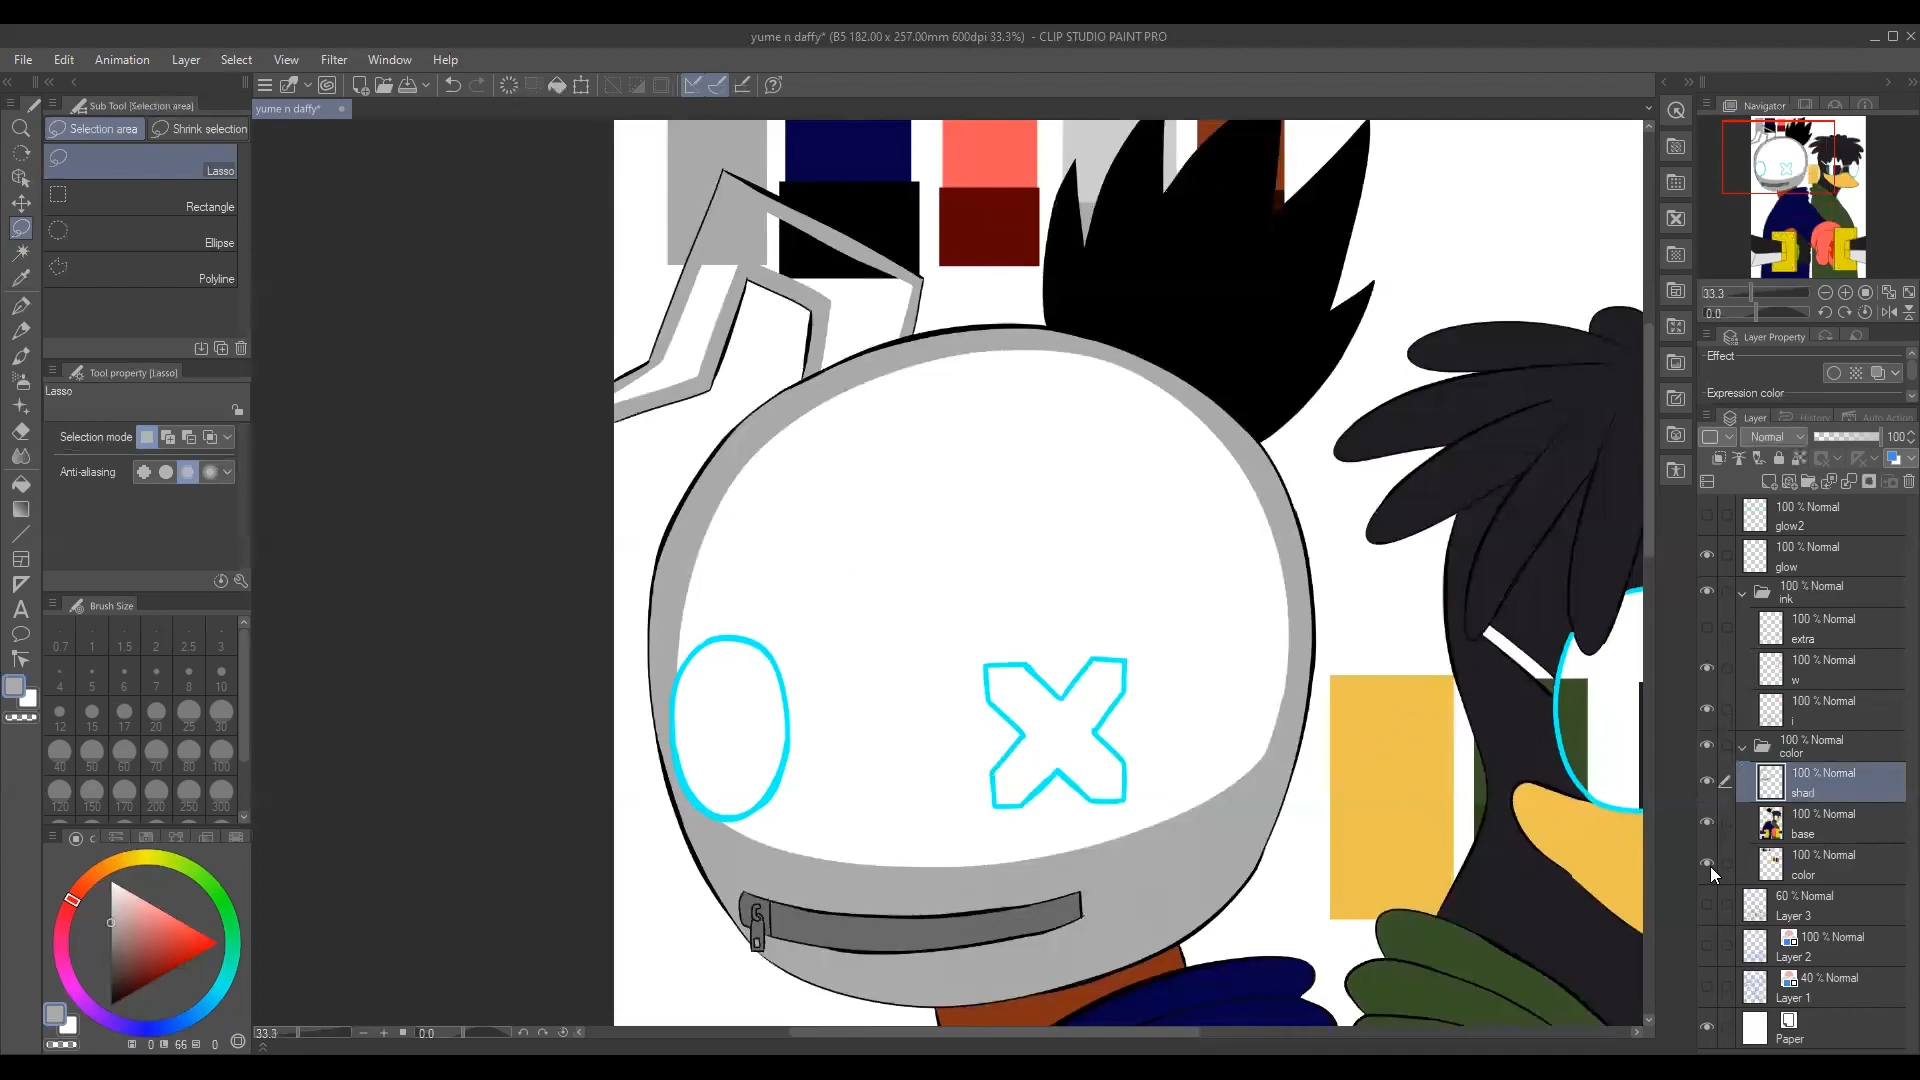 yume n daffy* (B5 182.00 x 257.00mm 600dpi 33.3%) - CLIP STUDIO PAINT PRO
File Edit Animation Layer Select View Filter Window Help
Sub Tool [Selection area]
yume n daffy*
Navigator
Selection area Shrink selection
Lasso
Rectangle
Ellipse
Polyline
33.3
0.0
Layer Property
Effect
Expression color
Tool property [Lasso]
Lasso
Layer History Auto Action
Selection mode
Normal 100
Anti-aliasing
100 % Normal
glow2
100 % Normal
glow
100 % Normal
ink
100 % Normal
extra
100 % Normal
w
100 % Normal
i
100 % Normal
color
100 % Normal
shad
100 % Normal
base
100 % Normal
color
60 % Normal
Layer 3
100 % Normal
Layer 2
40 % Normal
Layer 1
Paper
Brush Size
0.7 1 1.5 2 2.5 3
4 5 6 7 8 10
12 15 17 20 25 30
40 50 60 70 80 100
120 150 170 200 250 300
H 0 L 66 S 0
33.3 0.0